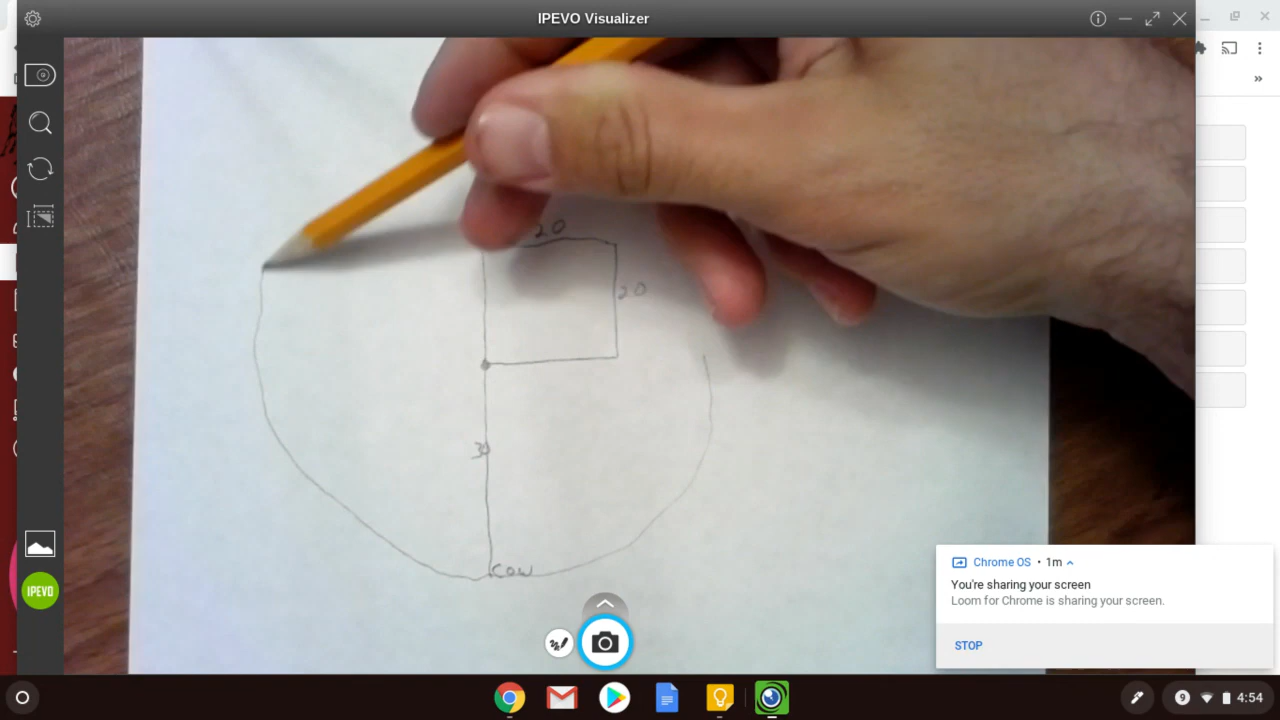 IPEVO Visualizer
20
20
30
Cow
IPEVO
Chrome OS • 1m
You're sharing your screen
Loom for Chrome is sharing your screen.
STOP
9
4:54